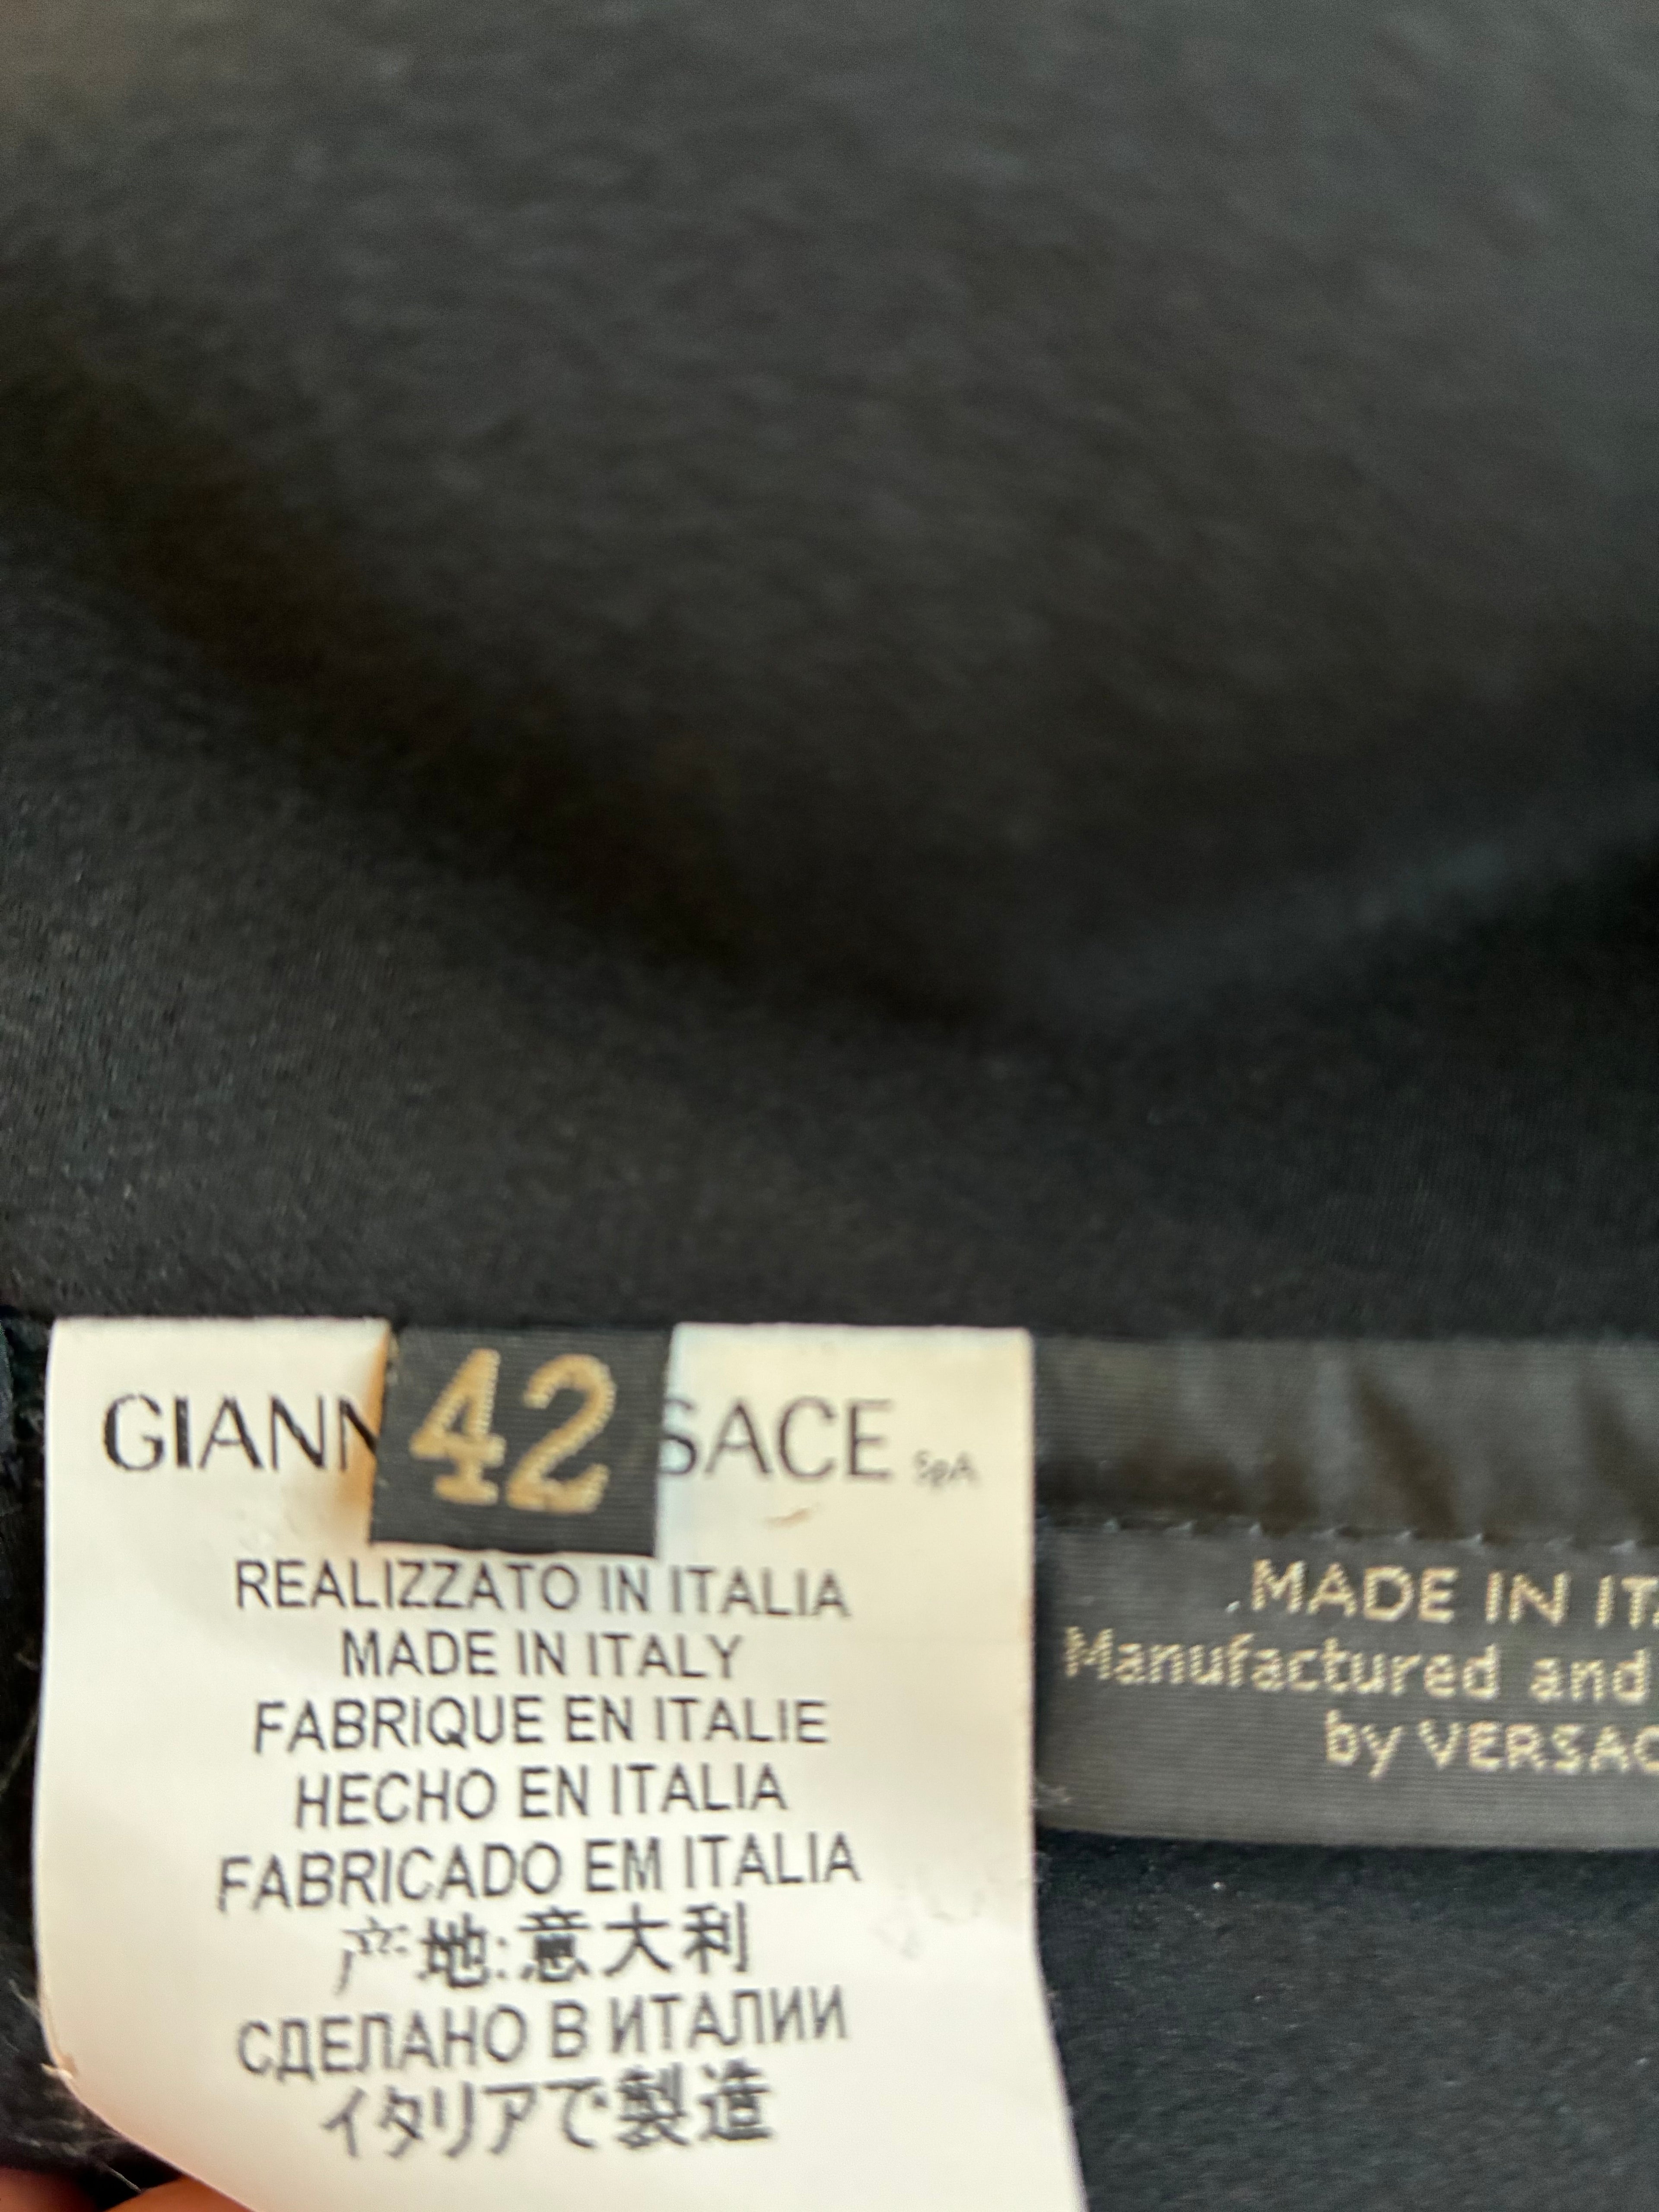 GIANN 42 SACE SpA
REALIZZATO IN ITALIA
MADE IN ITALY
FABRIQUE EN ITALIE
HECHO EN ITALIA
FABRICADO EM ITALIA
产地:意大利
СДЕЛАНО В ИТАЛИИ
イタリアで製造
MADE IN ITA
Manufactured and
by VERSAC